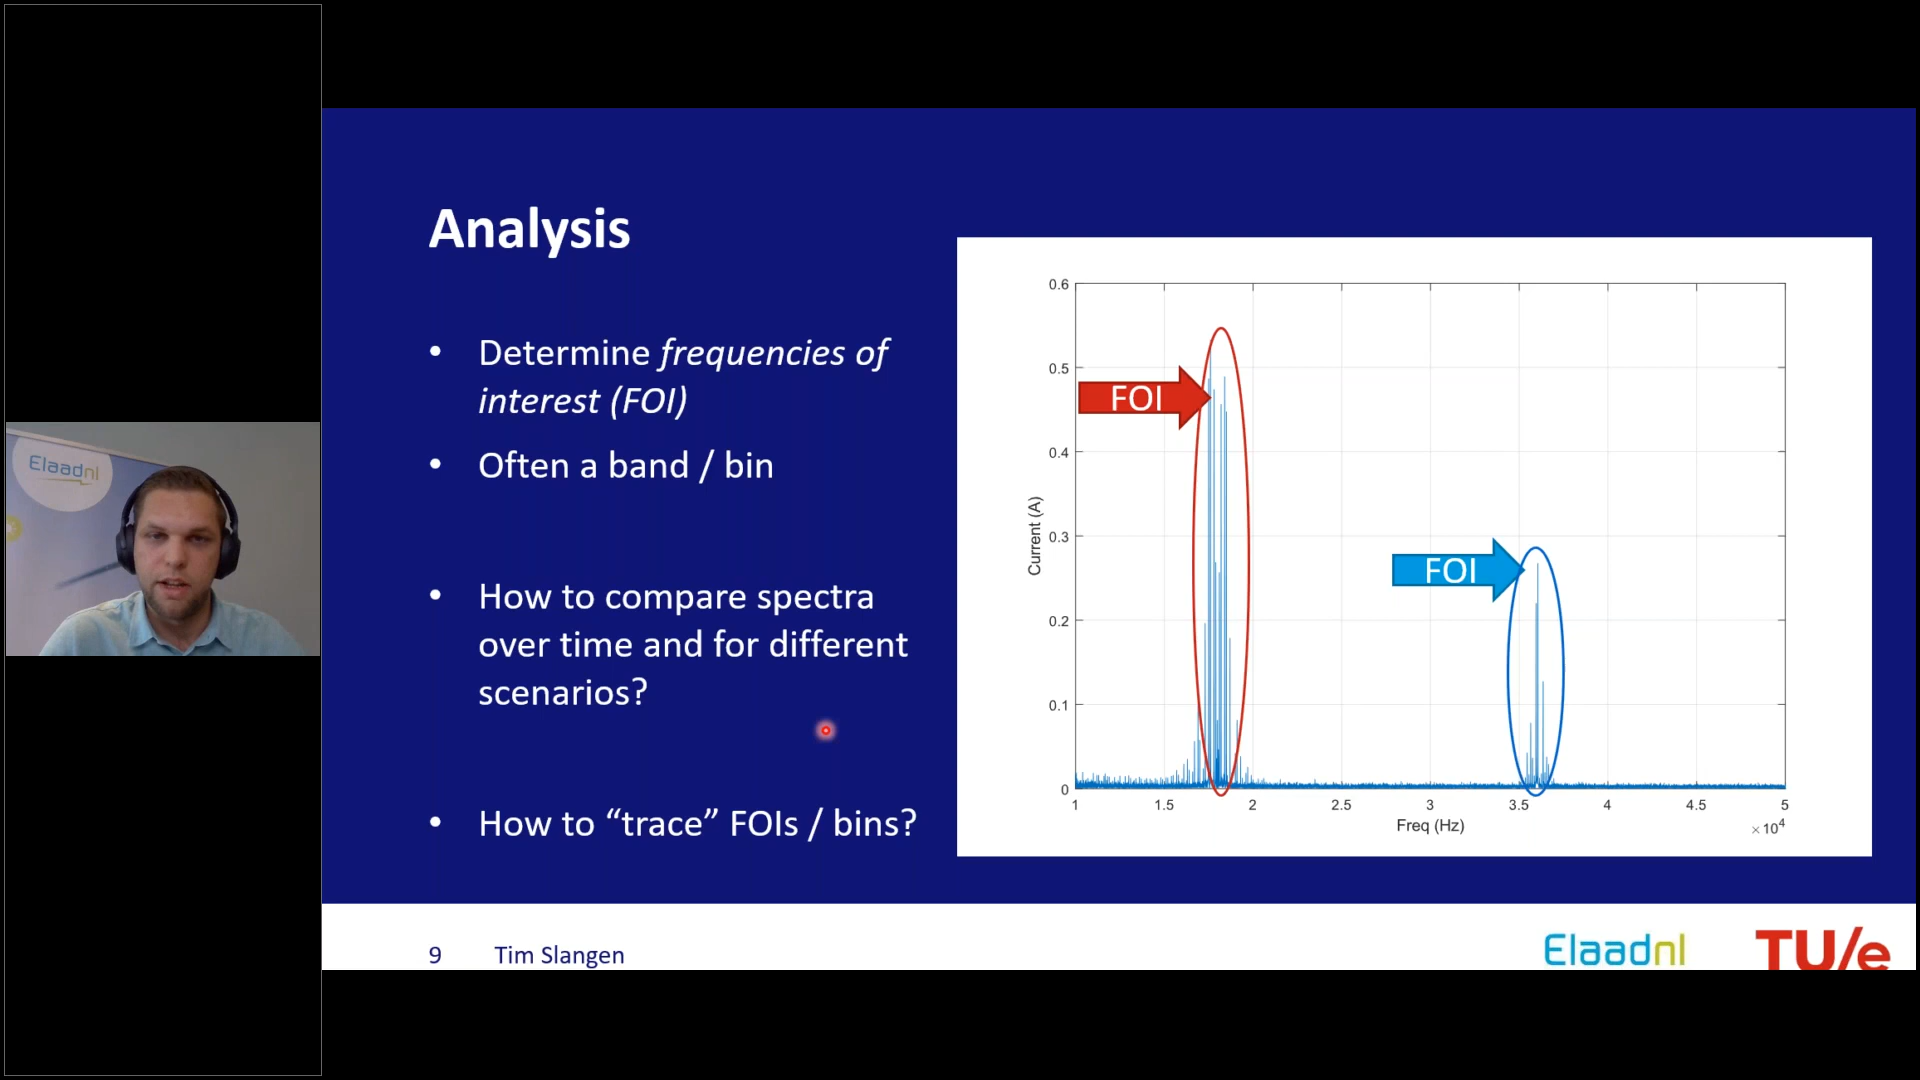 Elaadnl
Analysis
• Determine frequencies of
interest (FOI)
• Often a band / bin
• How to compare spectra
over time and for different
scenarios?
• How to “trace” FOIs / bins?
0.6
0.5
0.4
0.3
0.2
0.1
0
Current (A)
FOI
FOI
1 1.5 2 2.5 3 3.5 4 4.5 5
Freq (Hz)
×10⁴
9 Tim Slangen
Elaadnl
TU/e